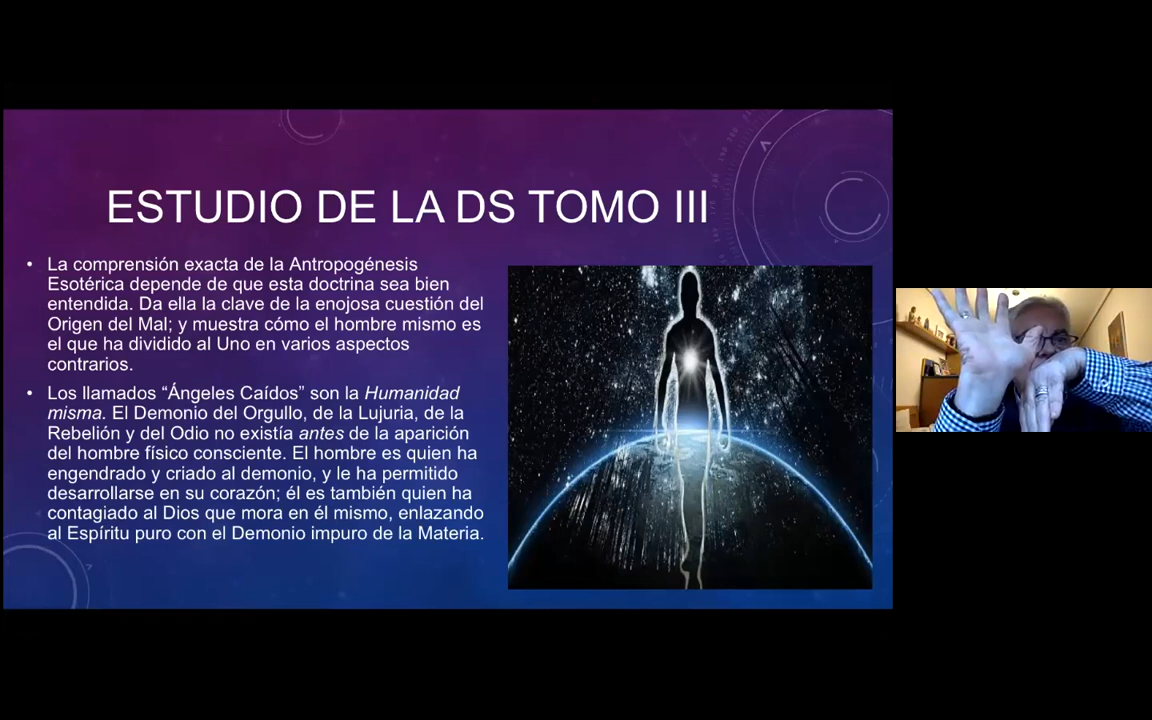 ESTUDIO DE LA DS TOMO III
• La comprensión exacta de la Antropogénesis
Esotérica depende de que esta doctrina sea bien
entendida. Da ella la clave de la enojosa cuestión del
Origen del Mal; y muestra cómo el hombre mismo es
el que ha dividido al Uno en varios aspectos
contrarios.
• Los llamados “Ángeles Caídos” son la Humanidad
misma. El Demonio del Orgullo, de la Lujuria, de la
Rebelión y del Odio no existía antes de la aparición
del hombre físico consciente. El hombre es quien ha
engendrado y criado al demonio, y le ha permitido
desarrollarse en su corazón; él es también quien ha
contagiado al Dios que mora en él mismo, enlazando
al Espíritu puro con el Demonio impuro de la Materia.